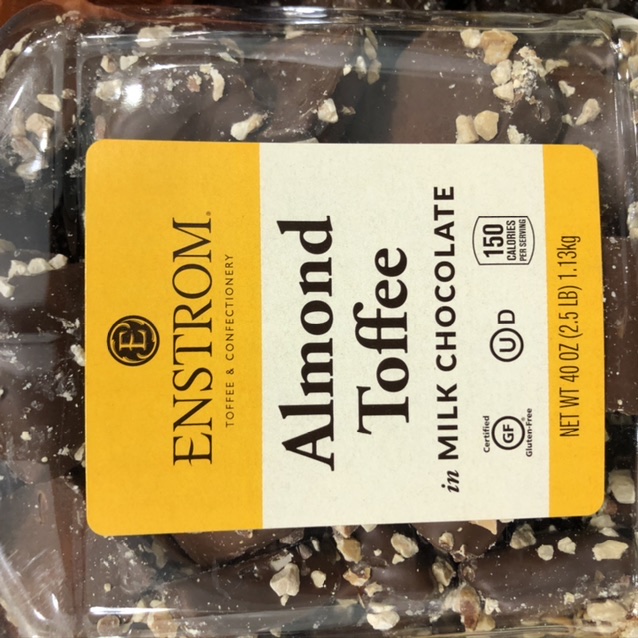 E
ENSTROM®
TOFFEE & CONFECTIONERY
Almond
Toffee
in MILK CHOCOLATE
Certified
GF
Gluten-Free
U D
150
CALORIES
PER SERVING
NET WT 40 OZ (2.5 LB) 1.13kg